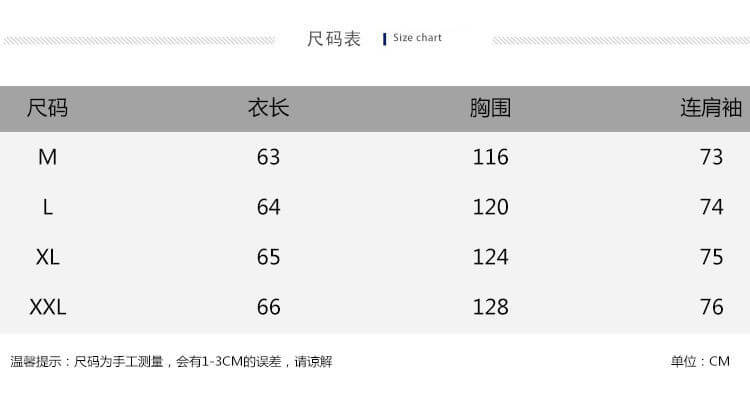 尺码表 Size chart
尺码 衣长 胸围 连肩袖
M 63 116 73
L 64 120 74
XL 65 124 75
XXL 66 128 76
温馨提示：尺码为手工测量，会有1-3CM的误差，请谅解 单位：CM